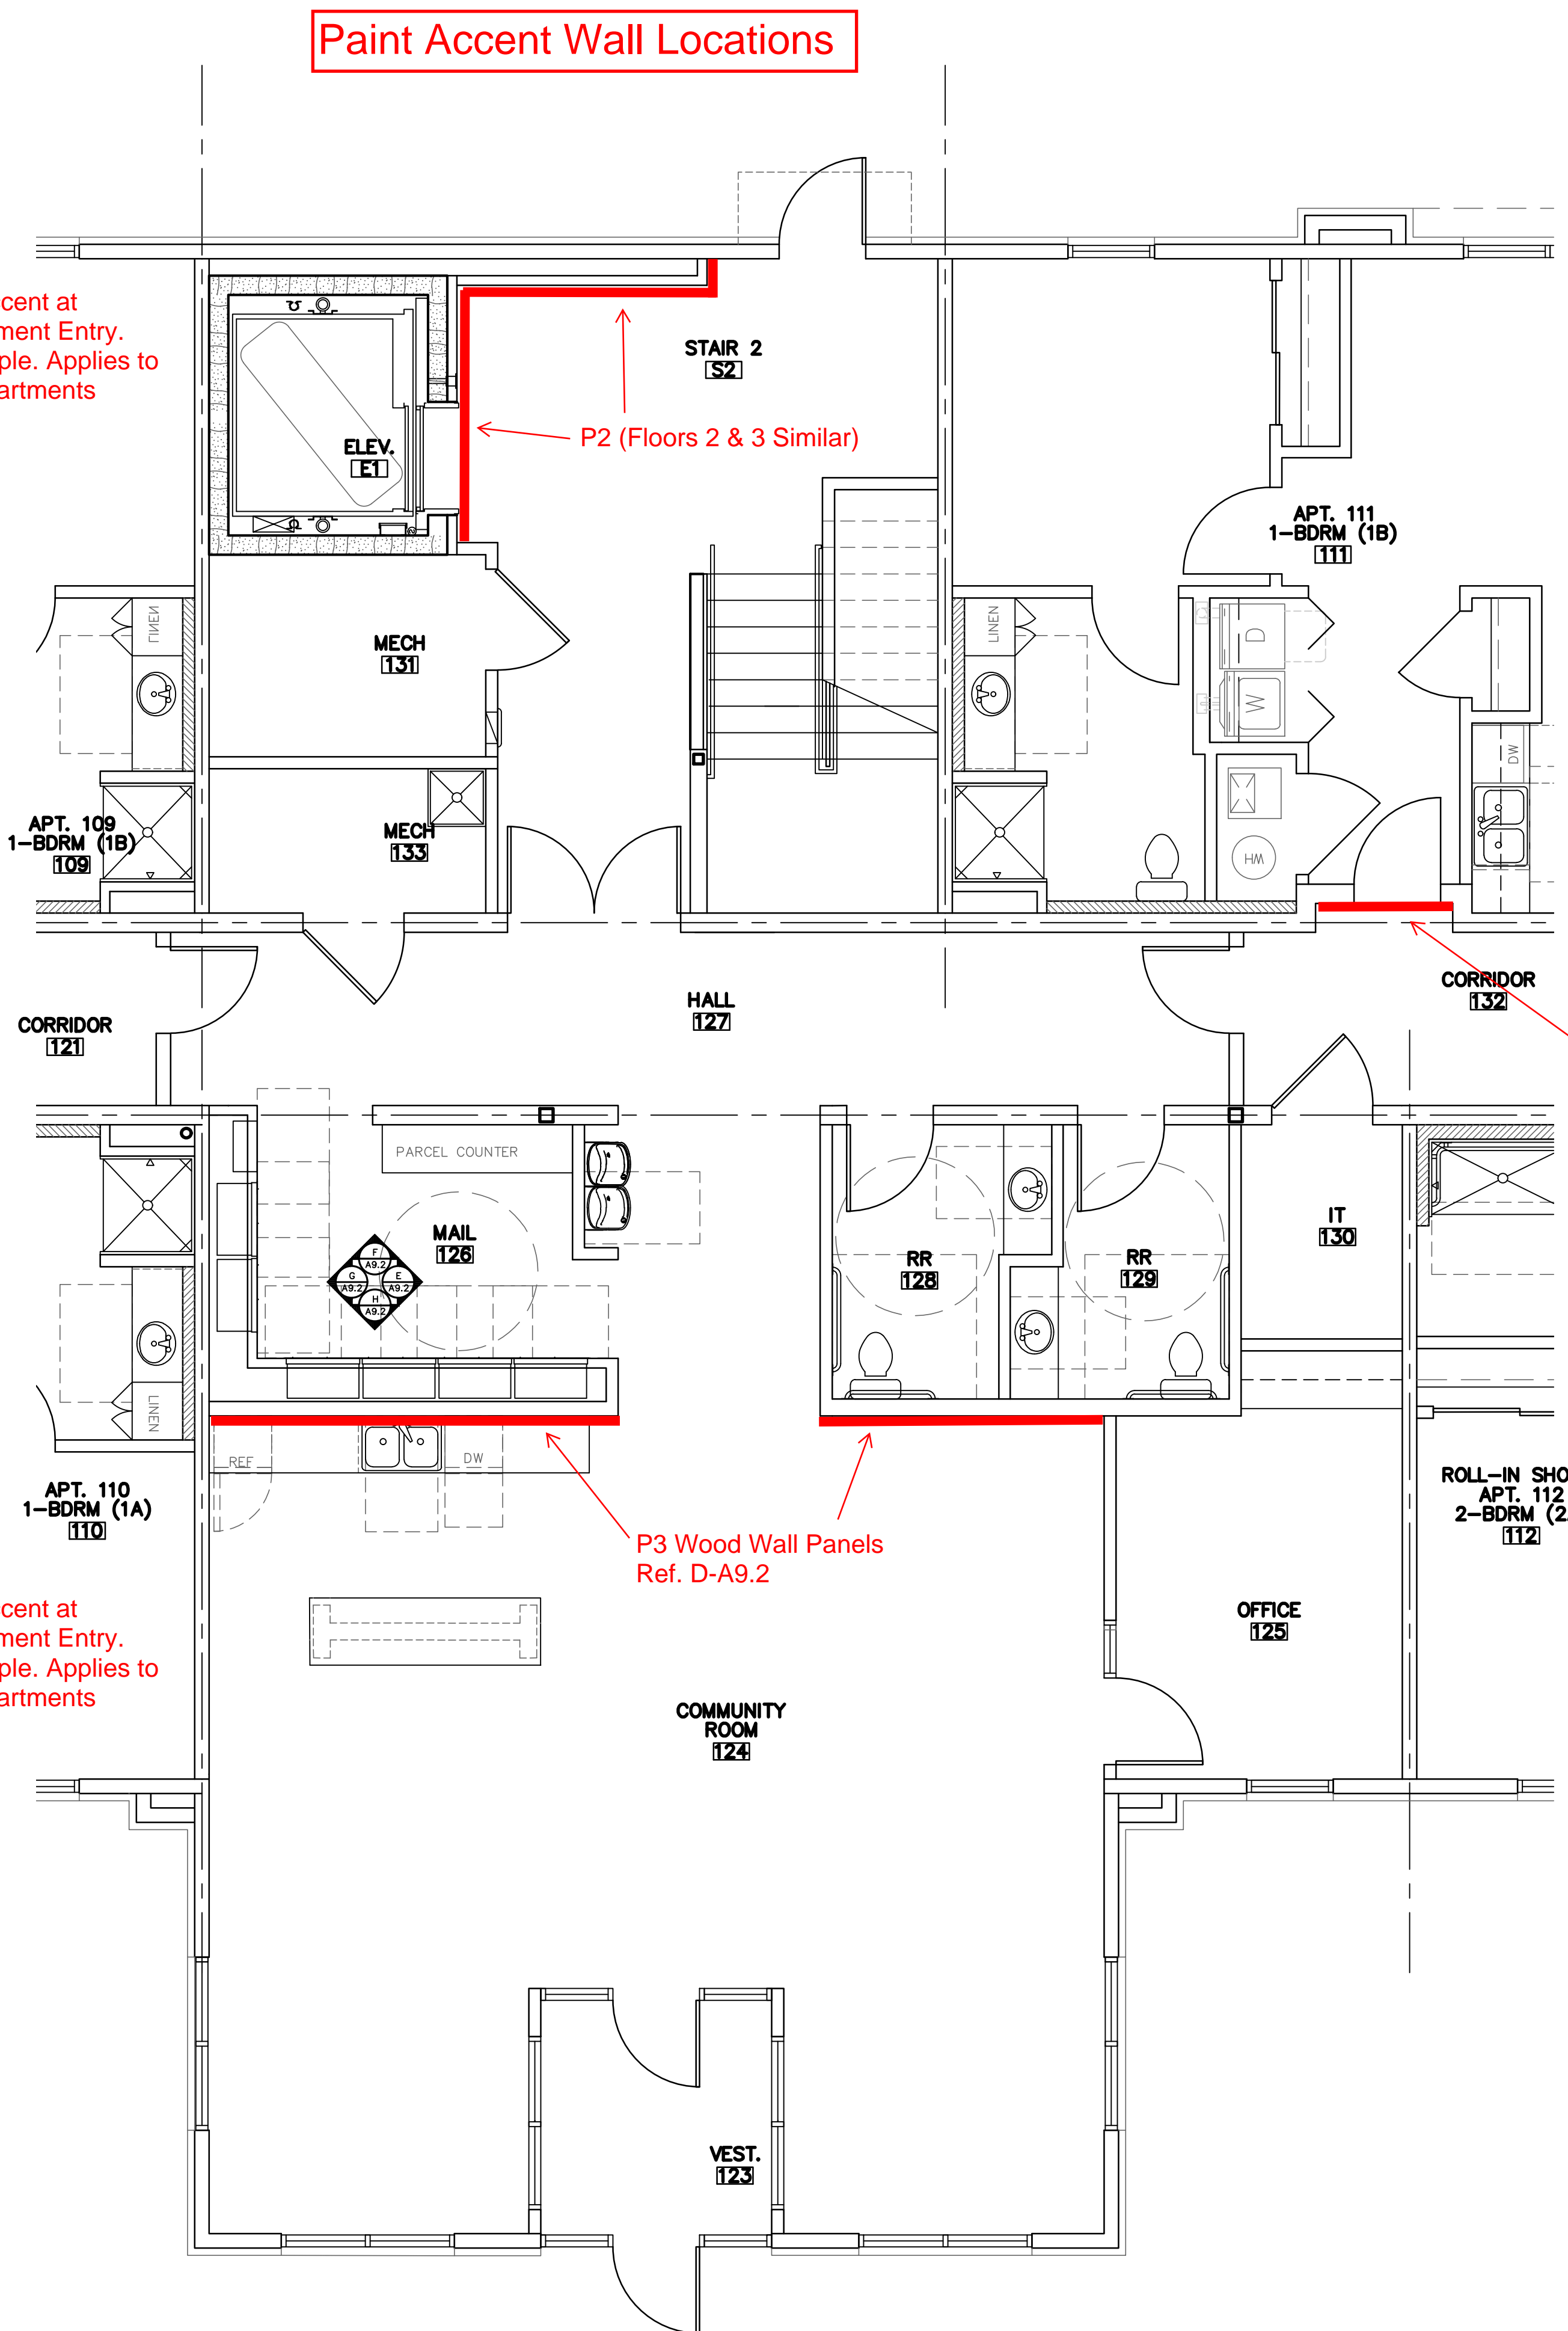 Paint Accent Wall Locations
cent at
ment Entry.
ple. Applies to
artments
STAIR 2
S2
P2 (Floors 2 & 3 Similar)
ELEV.
E1
APT. 111
1-BDRM (1B)
111
LINEN
MECH
131
LINEN
D
W
DW
APT. 109
1-BDRM (1B)
109
MECH
133
HW
CORRIDOR
121
HALL
127
CORRIDOR
132
PARCEL COUNTER
MAIL
126
F
A9.2
G
A9.2
E
A9.2
H
A9.2
RR
128
RR
129
IT
130
LINEN
REF
DW
APT. 110
1-BDRM (1A)
110
P3 Wood Wall Panels
Ref. D-A9.2
ROLL-IN SHO
APT. 112
2-BDRM (2
112
cent at
ment Entry.
ple. Applies to
artments
OFFICE
125
COMMUNITY
ROOM
124
VEST.
123